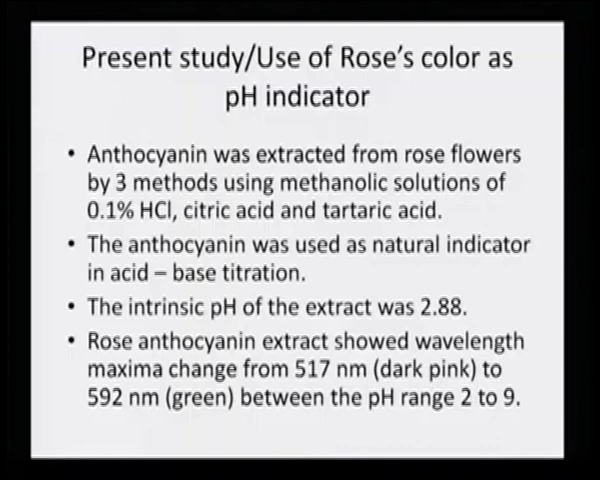 Present study/Use of Rose's color as
pH indicator
• Anthocyanin was extracted from rose flowers
by 3 methods using methanolic solutions of
0.1% HCl, citric acid and tartaric acid.
• The anthocyanin was used as natural indicator
in acid – base titration.
• The intrinsic pH of the extract was 2.88.
• Rose anthocyanin extract showed wavelength
maxima change from 517 nm (dark pink) to
592 nm (green) between the pH range 2 to 9.